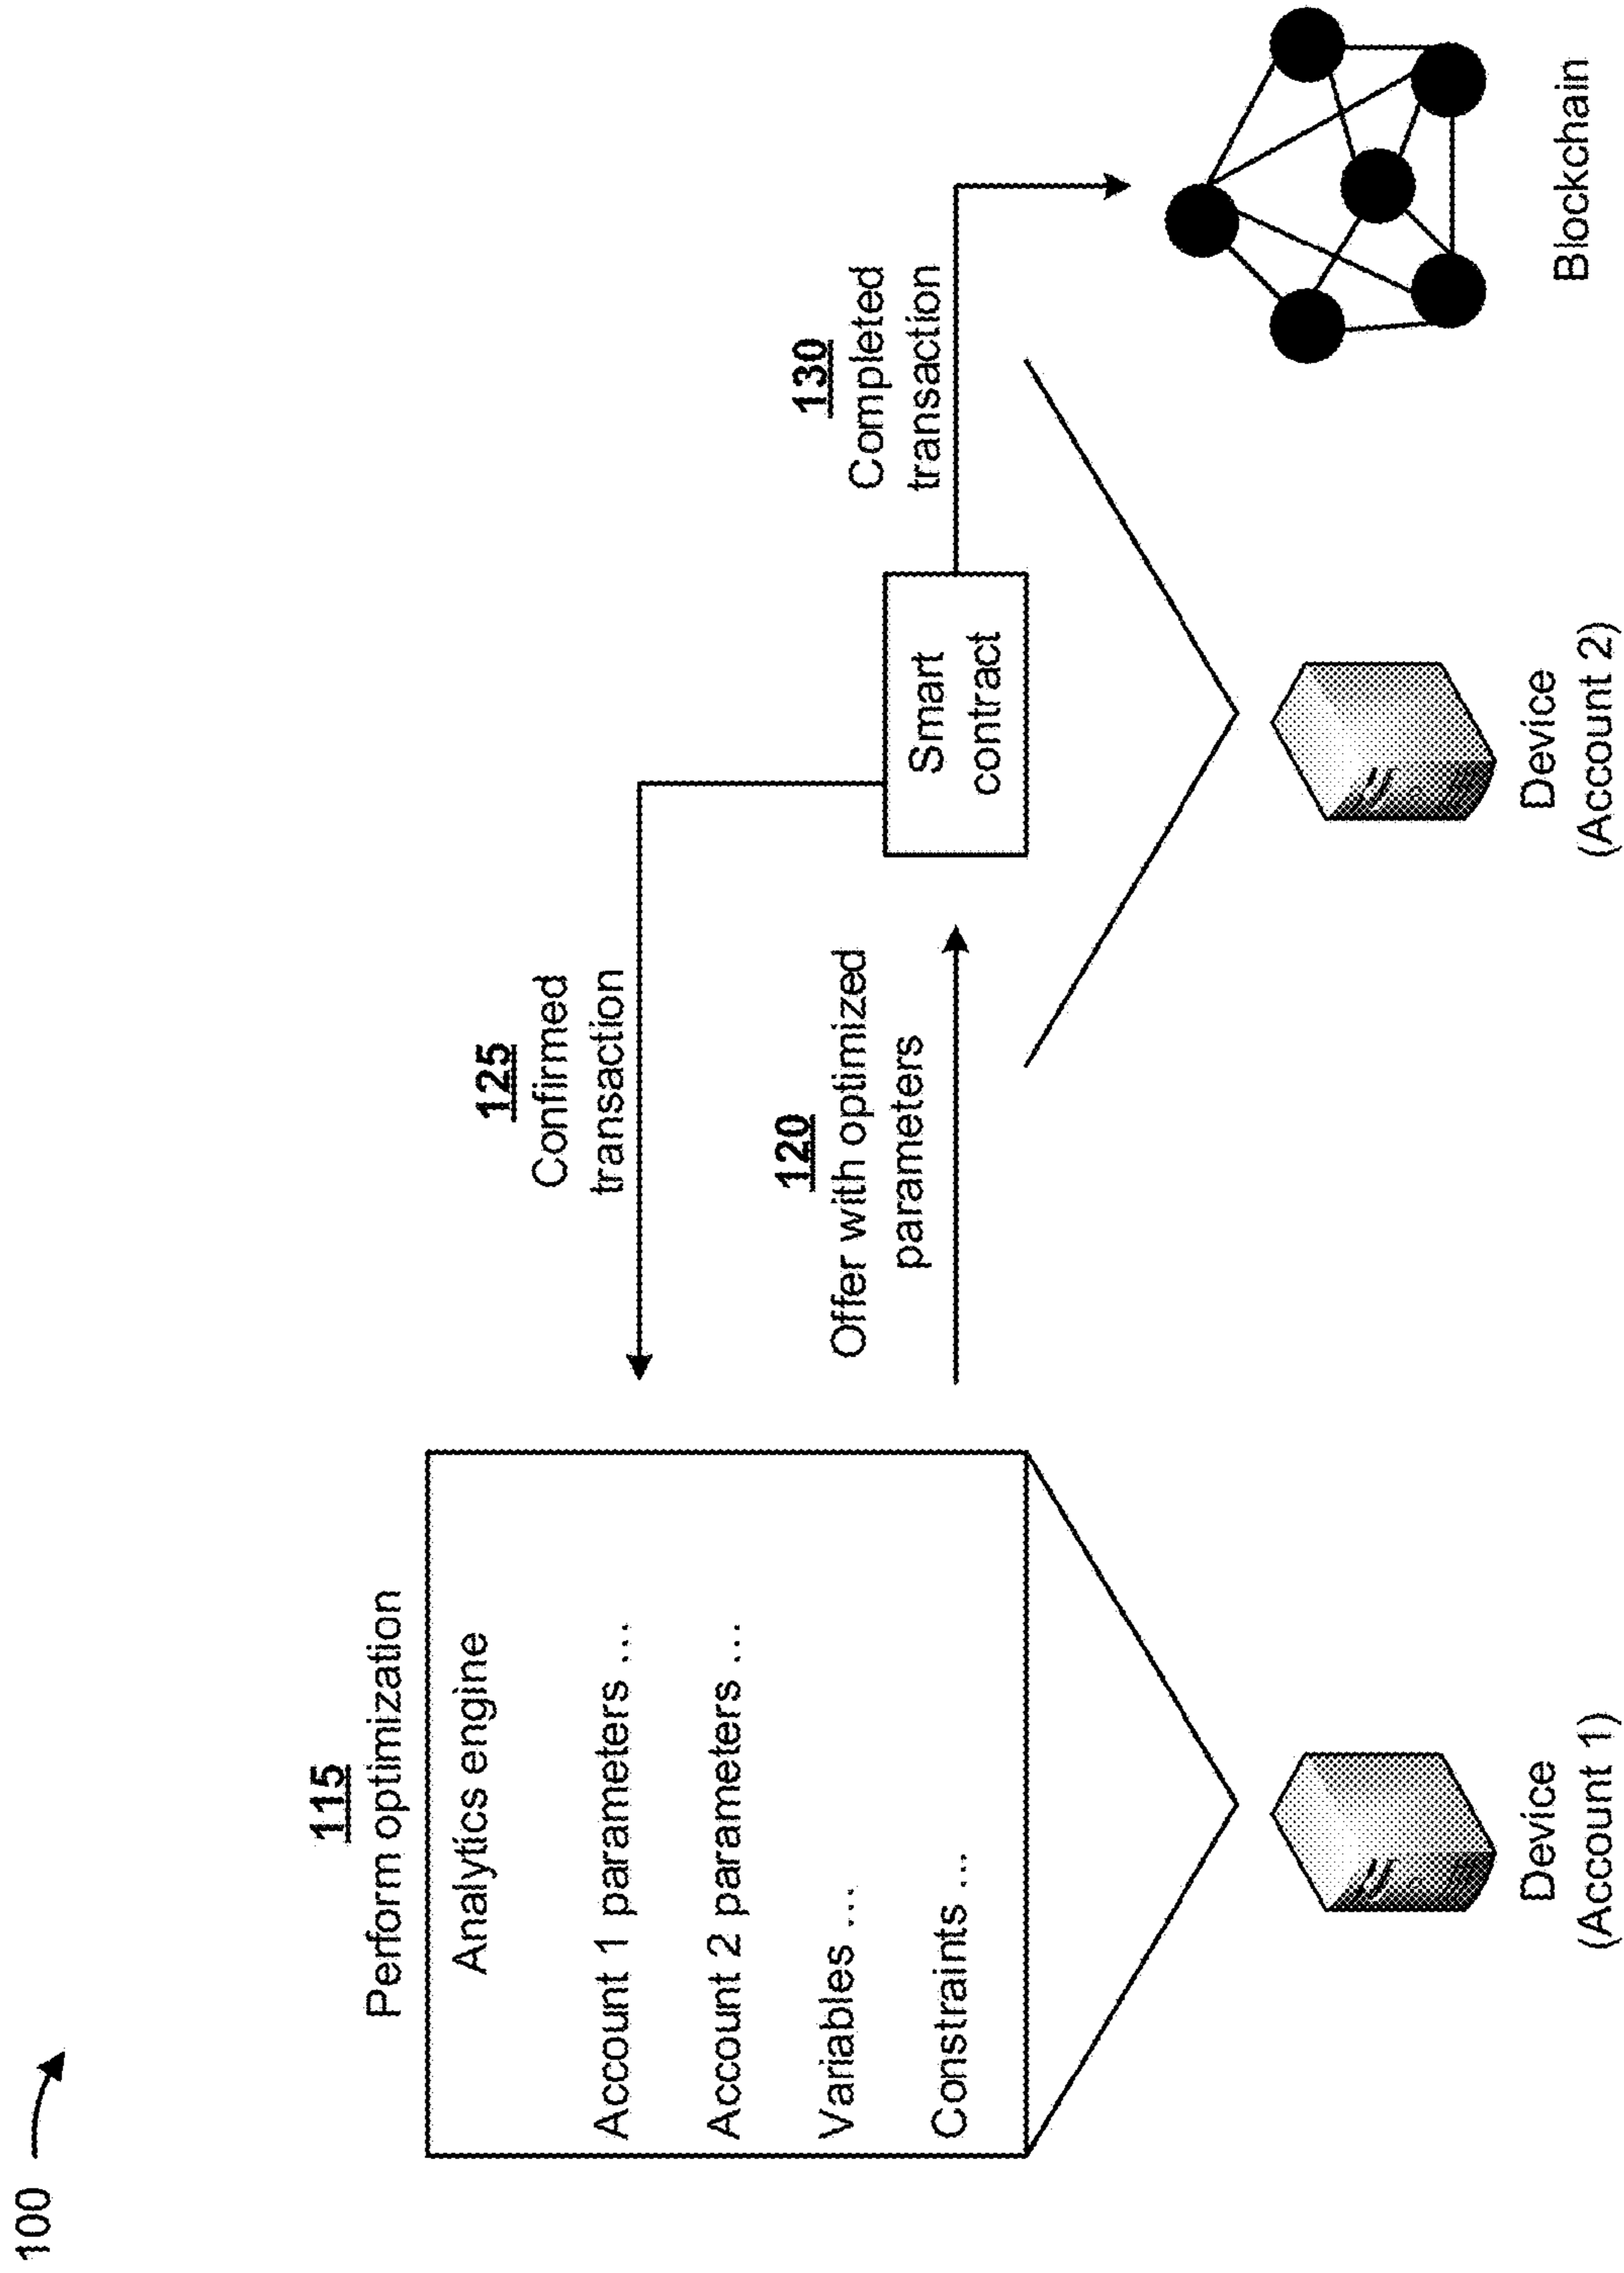 100
115
Perform optimization
Analytics engine
Account 1 parameters ...
Account 2 parameters ...
Variables ...
Constraints ...
125
Confirmed
transaction
120
Offer with optimized
parameters
Smart
contract
130
Completed
transaction
Device
(Account 1)
Device
(Account 2)
Blockchain